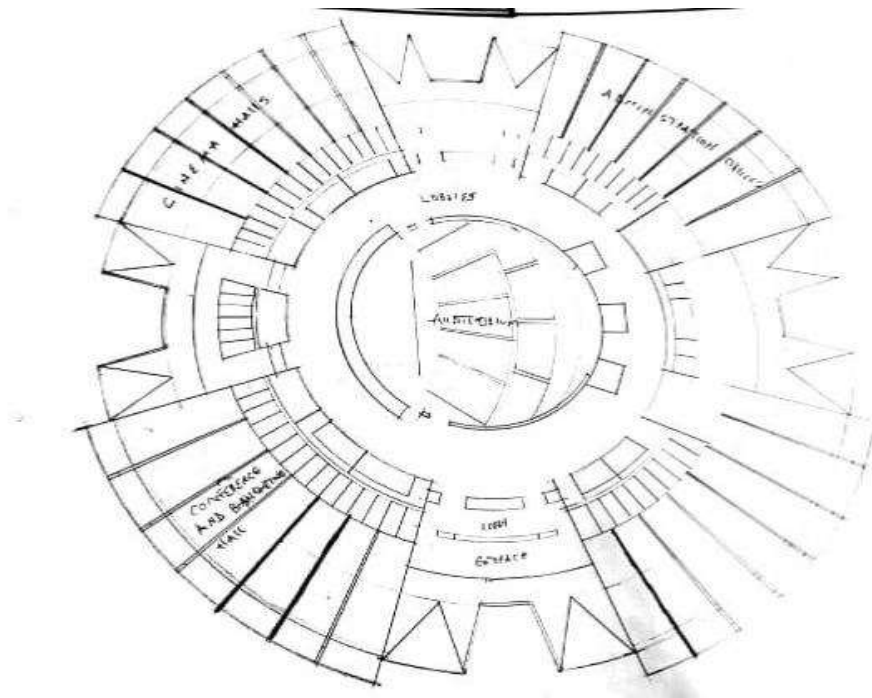 CINEMA HALLS
ADMINISTRATION OFFICES
LOBBIES
AUDITORIUM
CONFERENCE
AND BANQUETING
HALL
LOBBY
ENTRANCE